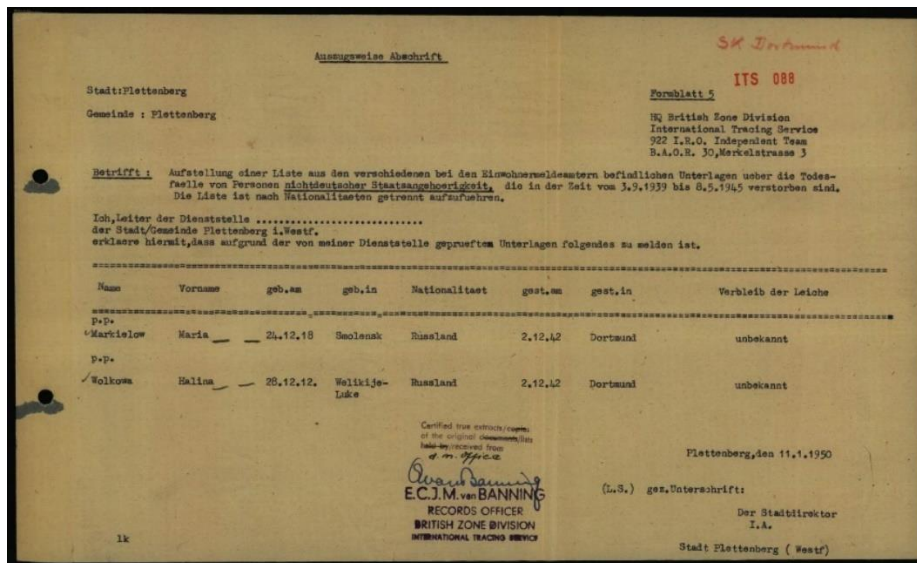 SK Dortmund
Auszugsweise Abschrift
ITS 088
Stadt:Plettenberg
Formblatt 5
Gemeinde : Plettenberg
HQ British Zone Division
International Tracing Service
922 I.R.O. Independent Team
B.A.O.R. 30,Merkelstrasse 3
Betrifft : Aufstellung einer Liste aus den verschiedenen bei den Einwohnermeldeamtern befindlichen Unterlagen ueber die Todes-
faelle von Personen nichtdeutscher Staatsangehoerigkeit, die in der Zeit vom 3.9.1939 bis 8.5.1945 verstorben sind.
Die Liste ist nach Nationalitaeten getrennt aufzufuehren.
Ich,Leiter der Dienststelle ............................
der Stadt/Gemeinde Plettenberg i.Westf.
erklaere hiermit,dass aufgrund der von meiner Dienststelle geprueften Unterlagen folgendes zu melden ist.
Name Vorname geb.am geb.in Nationalitaet gest.am gest.in Verbleib der Leiche
p.p.
Markielow Maria 24.12.18 Smolensk Russland 2.12.42 Dortmund unbekannt
p.p.
Wolkowa Halina 28.12.12. Welikije- Russland 2.12.42 Dortmund unbekannt
Luke
Certified true extracts/copies
of the original documents/lists
held by/received from
Plettenberg,den 11.1.1950
E.C.J.M. van BANNING
RECORDS OFFICER
BRITISH ZONE DIVISION
INTERNATIONAL TRACING SERVICE
(L.S.) gez.Unterschrift:
Der Stadtdirektor
I.A.
lk
Stadt Plettenberg ( Westf)